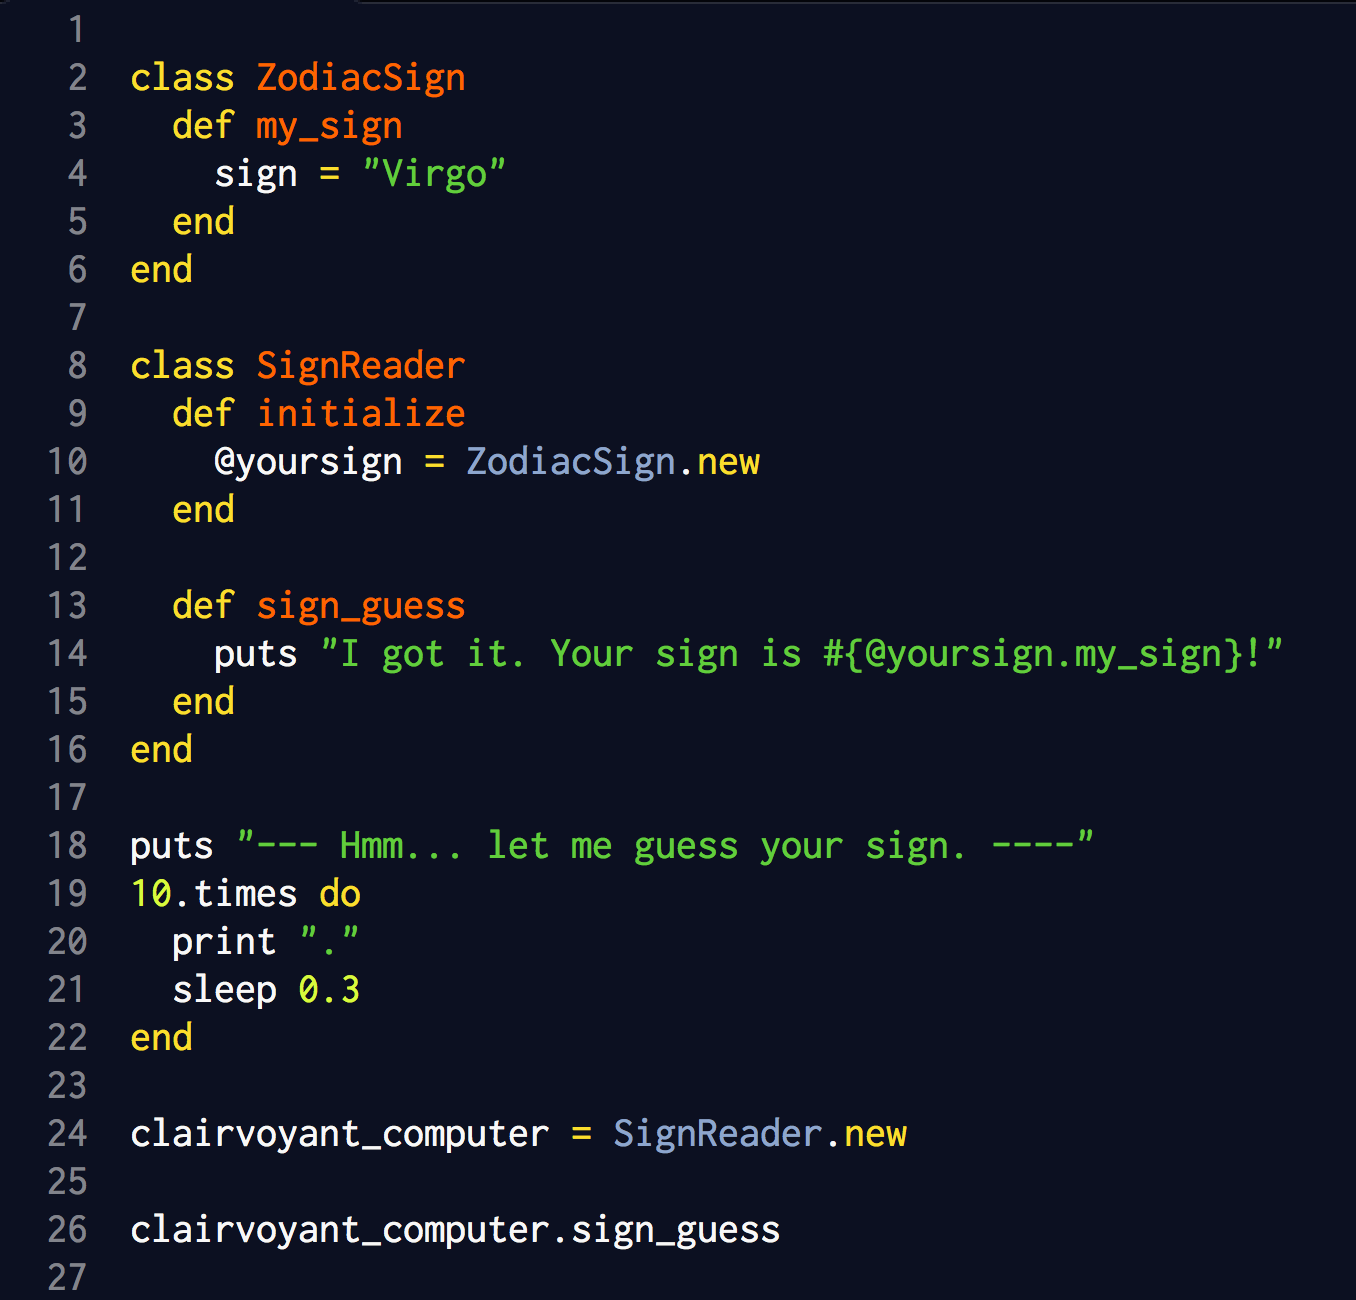 1
2 class ZodiacSign
3   def my_sign
4     sign = "Virgo"
5   end
6 end
7
8 class SignReader
9   def initialize
10     @yoursign = ZodiacSign.new
11   end
12
13   def sign_guess
14     puts "I got it. Your sign is #{@yoursign.my_sign}!"
15   end
16 end
17
18 puts "--- Hmm... let me guess your sign. ----"
19 10.times do
20   print "."
21   sleep 0.3
22 end
23
24 clairvoyant_computer = SignReader.new
25
26 clairvoyant_computer.sign_guess
27